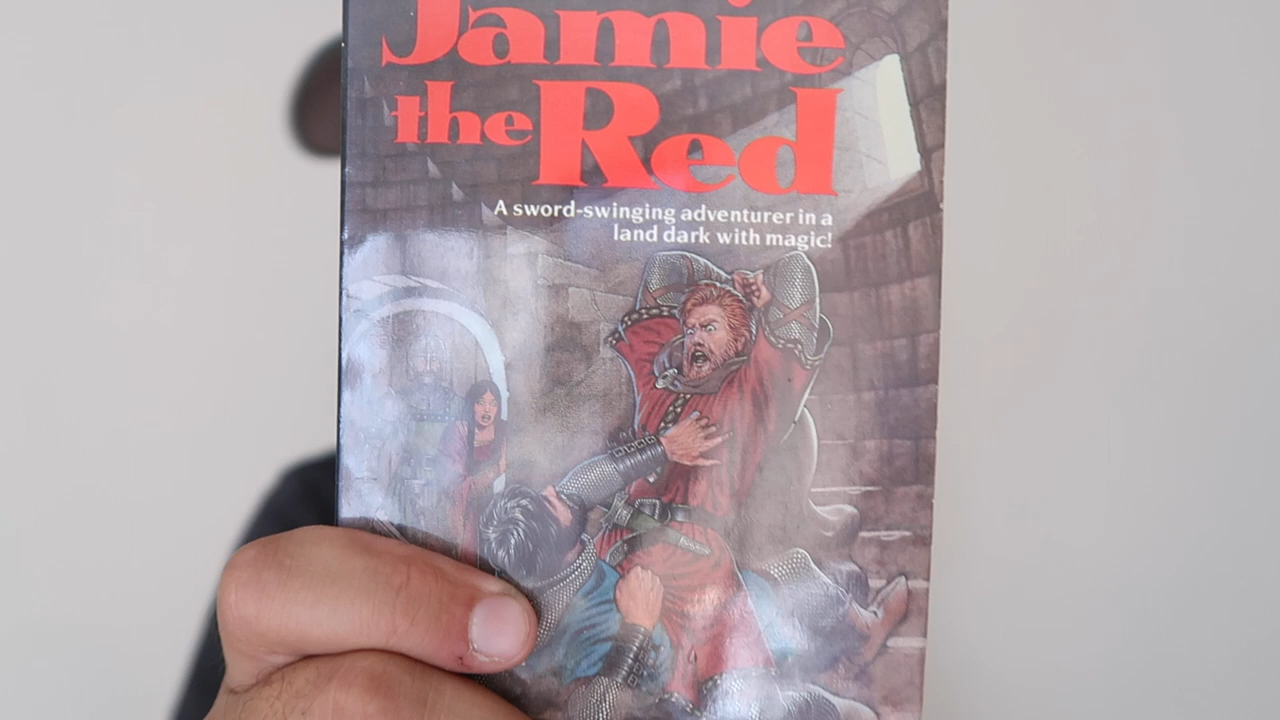 Jamie
the Red
A sword-swinging adventurer in a
land dark with magic!